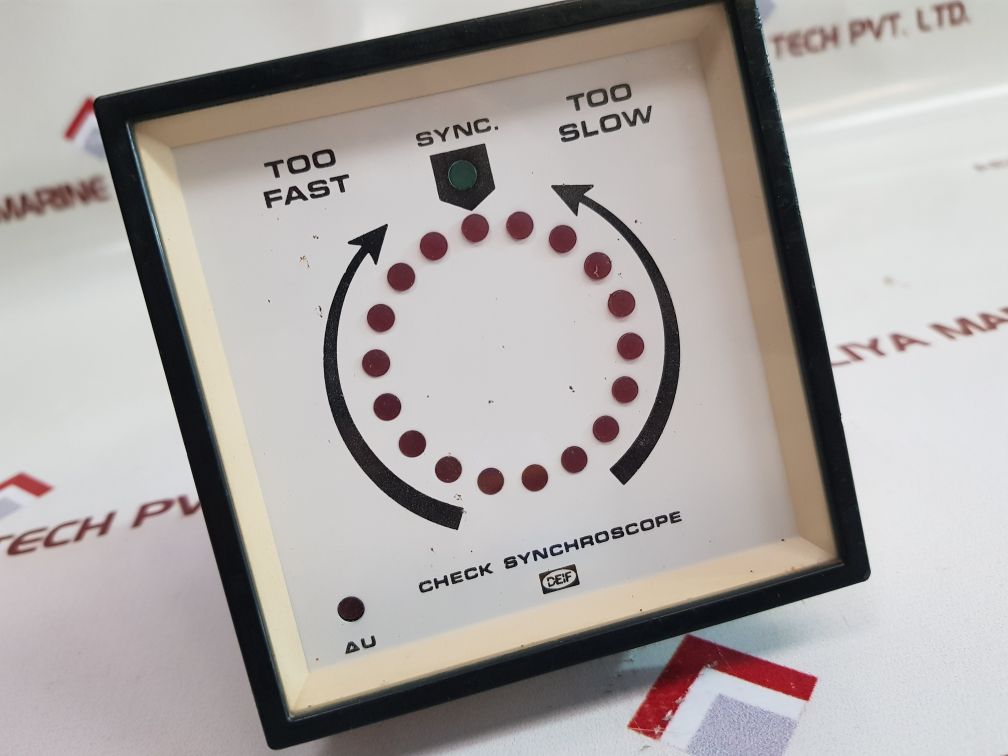 TOO
FAST
SYNC.
TOO
SLOW
CHECK SYNCHROSCOPE
DEIF
ΔU
TECH PVT. LTD.
MARINE
TECH PV
LIYA MA